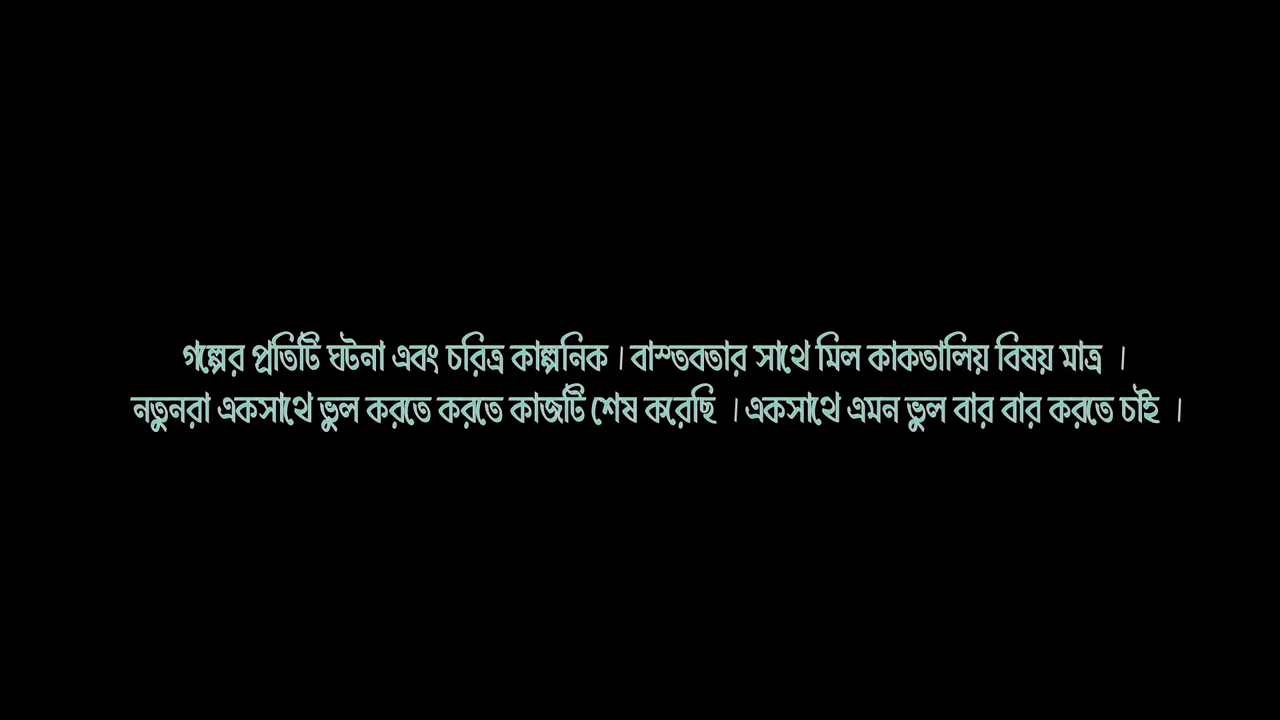 গল্পের প্রতিটি ঘটনা এবং চরিত্র কাল্পনিক । বাস্তবতার সাথে মিল কাকতালিয় বিষয় মাত্র ।
নতুনরা একসাথে ভুল করতে করতে কাজটি শেষ করেছি । একসাথে এমন ভুল বার বার করতে চাই ।